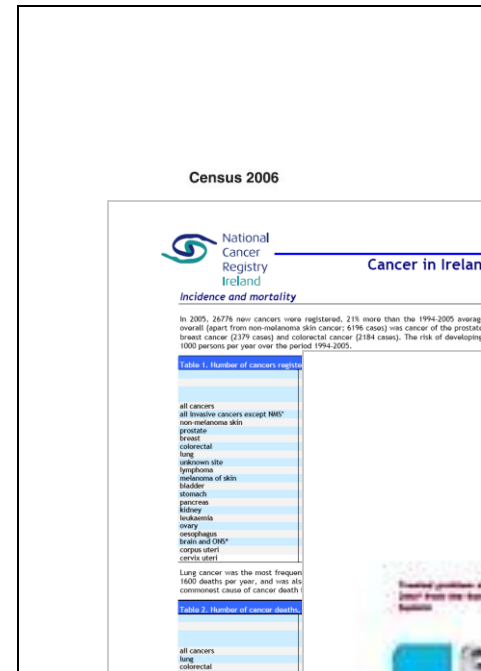 Census 2006
National
Cancer
Registry
Ireland
Cancer in Irelan
Incidence and mortality
In 2005, 26776 new cancers were registered, 21% more than the 1994-2005 averag
overall (apart from non-melanoma skin cancer; 6196 cases) was cancer of the prostate
breast cancer (2379 cases) and colorectal cancer (2184 cases). The risk of developing
1000 persons per year over the period 1994-2005.
Table 1. Number of cancers registe
all cancers
all invasive cancers except NMS*
non-melanoma skin
prostate
breast
colorectal
lung
unknown site
lymphoma
melanoma of skin
bladder
stomach
pancreas
kidney
leukaemia
ovary
oesophagus
brain and ONS*
corpus uteri
cervix uteri
Lung cancer was the most frequen
1600 deaths per year, and was als
commonest cause of cancer death
Table 2. Number of cancer deaths,
all cancers
lung
colorectal